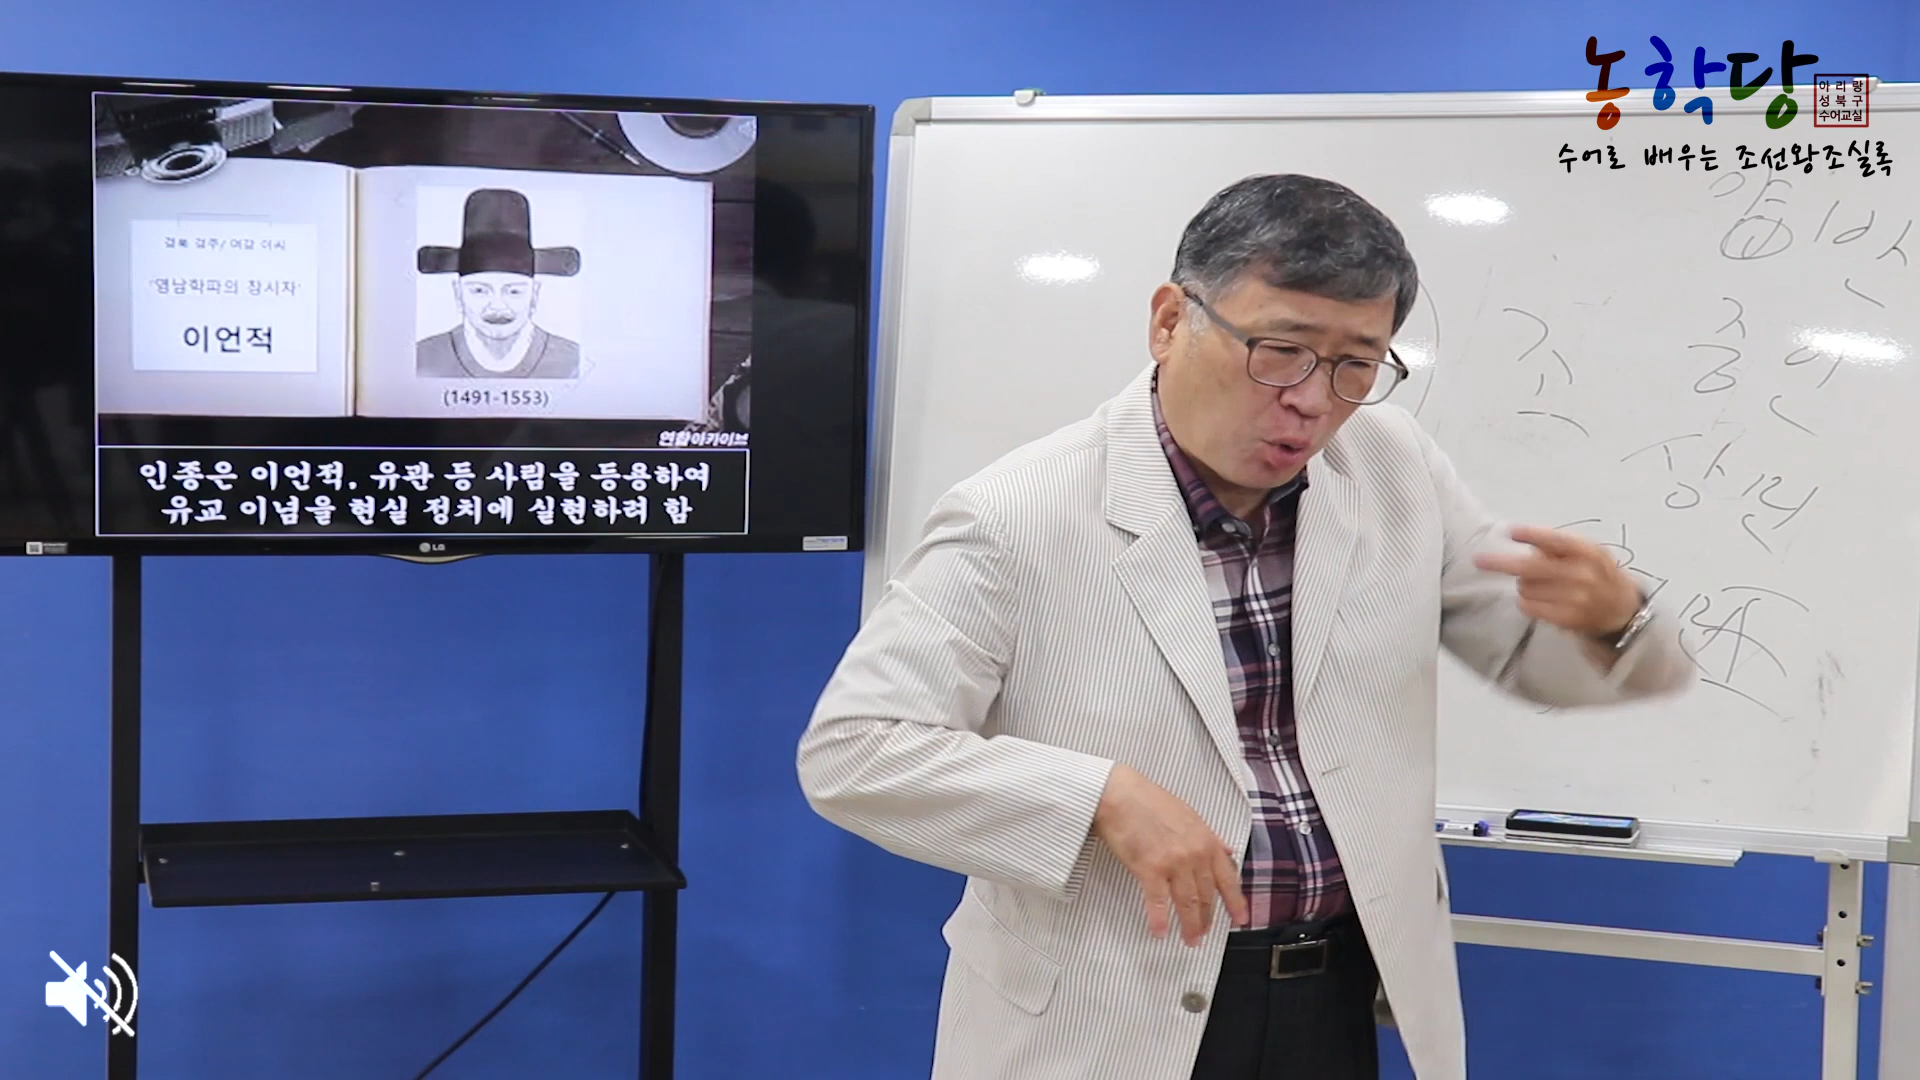 농학당
아리랑
성북구
수어교실
수어로 배우는 조선왕조실록
경북 경주/ 여강 이씨
'영남학파의 창시자'
이언적
(1491-1553)
연합아카이브
인종은 이언적, 유관 등 사림을 등용하여
유교 이념을 현실 정치에 실현하려 함
LG
조 중인